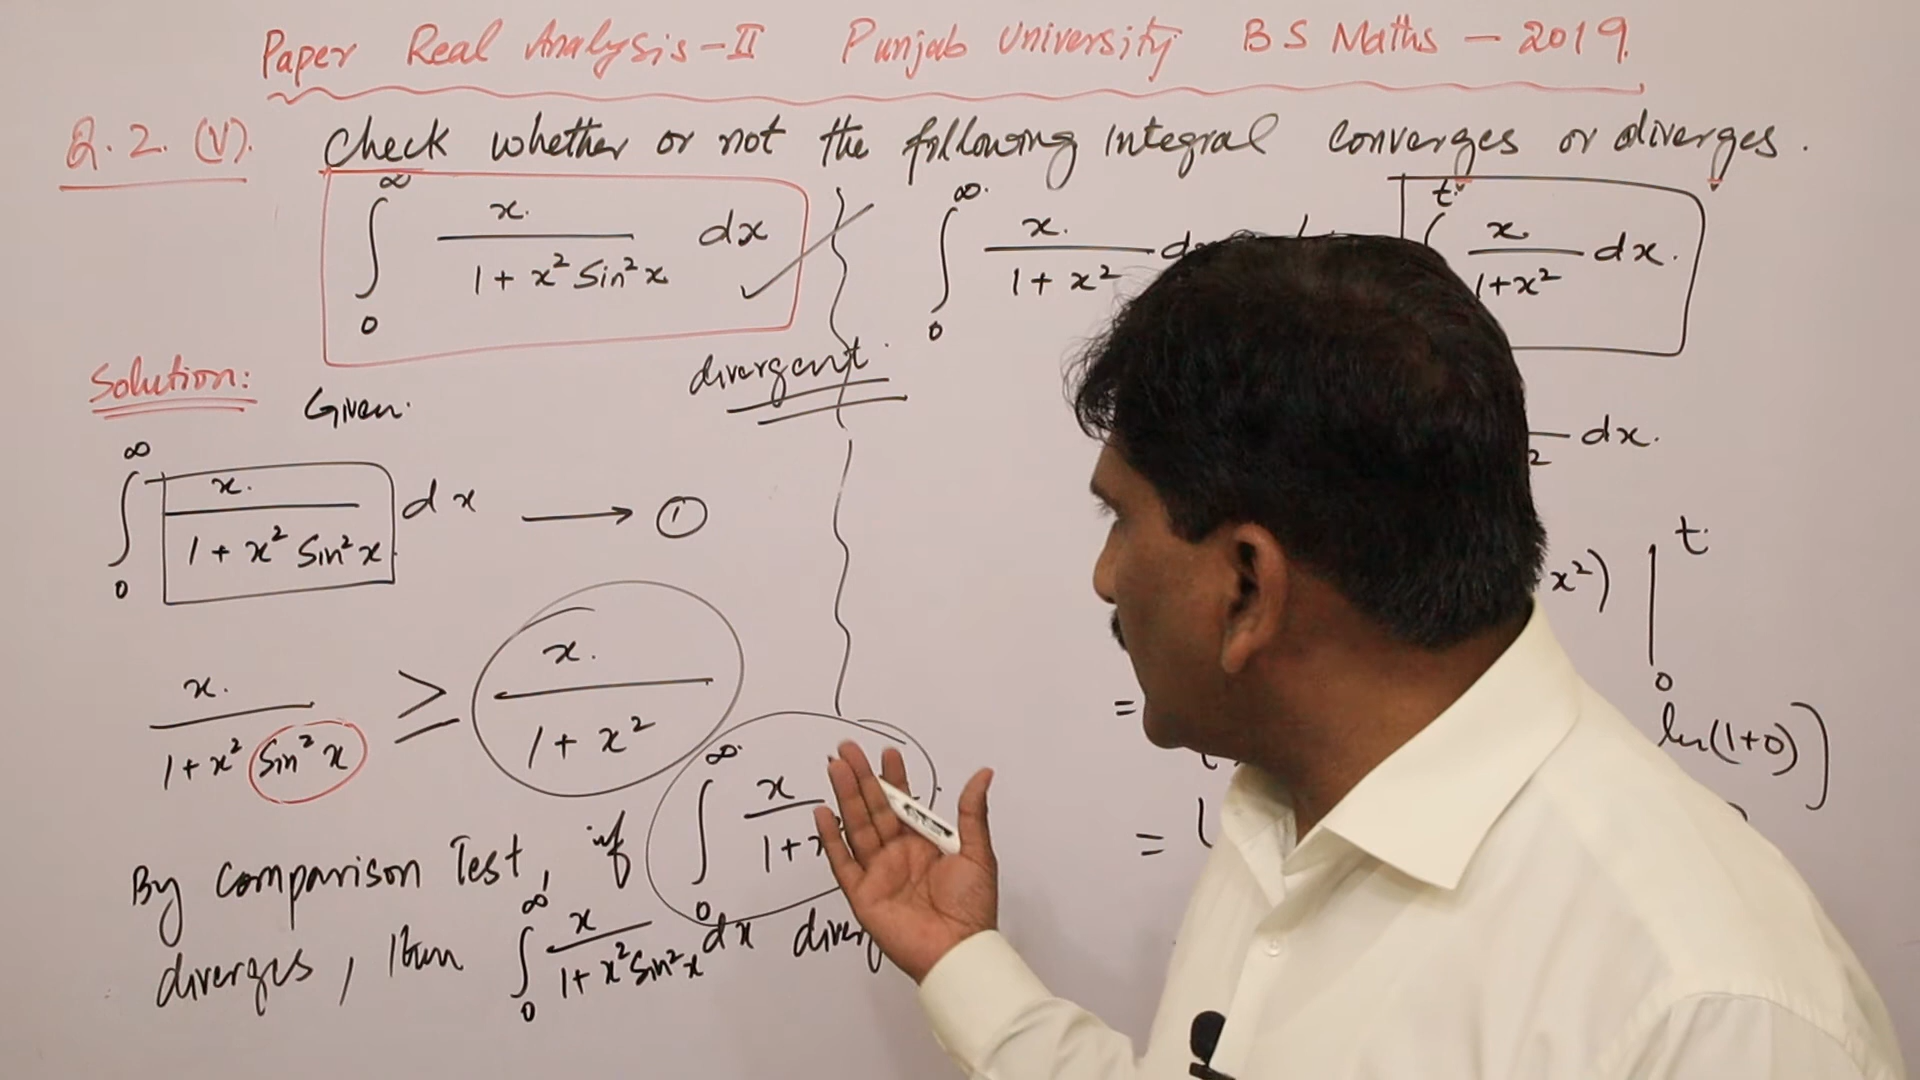 Paper Real Analysis-II Punjab University BS Maths - 2019.
Q.2.(V). Check whether or not the following integral converges or diverges.
∫₀^∞ x/(1+x² Sin²x) dx ✓
∫₀^∞ x/(1+x²)
∫^t x/(1+x²) dx.
divergent.
Solution: Given.
∫₀^∞ x/(1+x² Sin²x) dx → ①
dx.
x²) |₀^t
x/(1+x² Sin²x) ≥ x/(1+x²)
=
ln(1+0)]
By comparison Test, if ∫₀^∞ x/(1+x
=
diverges, then ∫₀^∞ x/(1+x² Sin²x) dx